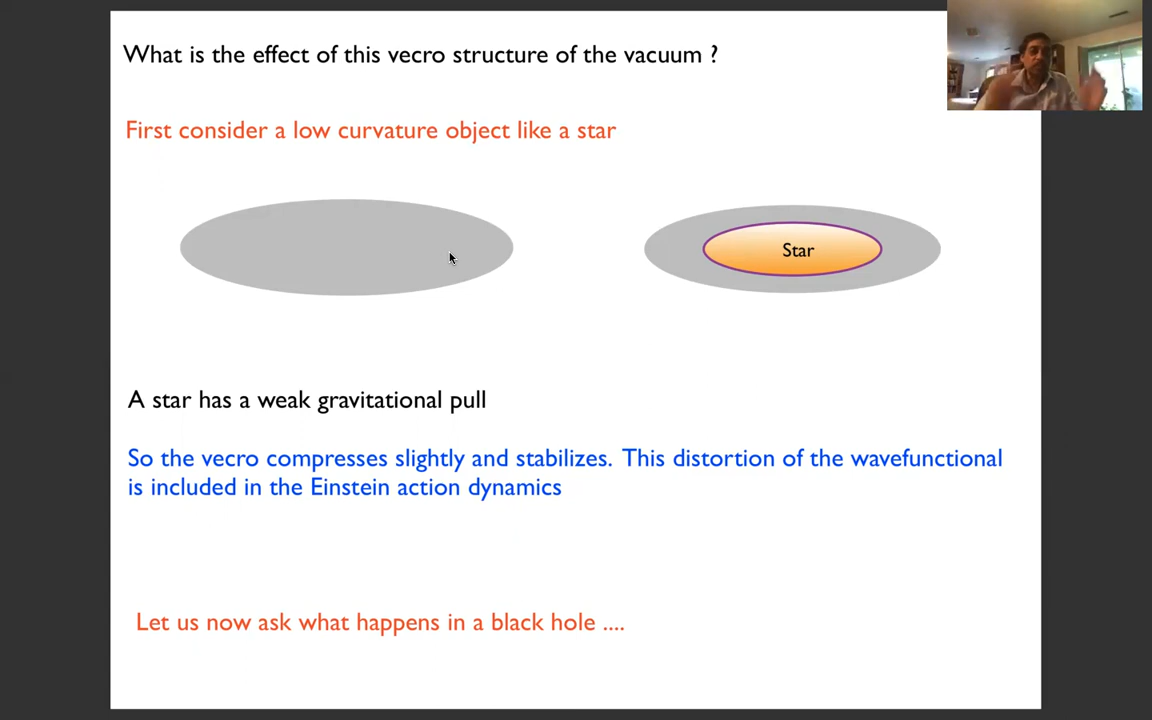 What is the effect of this vecro structure of the vacuum ?
First consider a low curvature object like a star
Star
A star has a weak gravitational pull
So the vecro compresses slightly and stabilizes. This distortion of the wavefunctional
is included in the Einstein action dynamics
Let us now ask what happens in a black hole ....